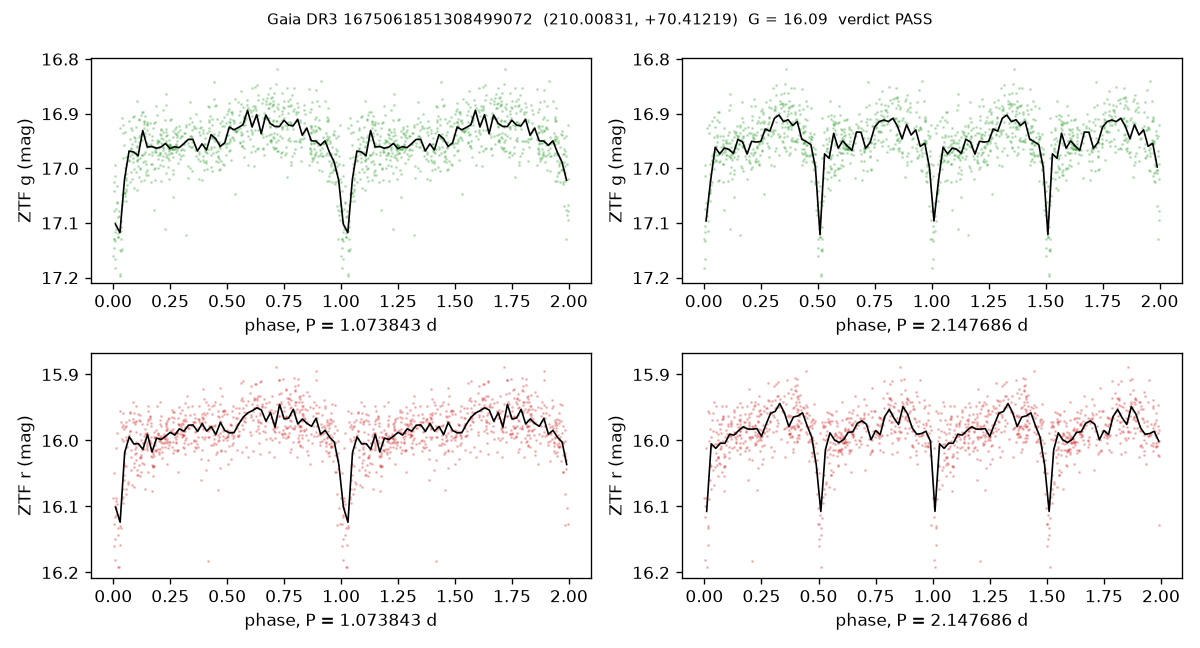 Gaia DR3 1675061851308499072 (210.00831, +70.41219) G = 16.09 verdict PASS
16.8
16.9
17.0
17.1
17.2
ZTF g (mag)
0.00 0.25 0.50 0.75 1.00 1.25 1.50 1.75 2.00
phase, P = 1.073843 d
16.8
16.9
17.0
17.1
17.2
ZTF g (mag)
0.00 0.25 0.50 0.75 1.00 1.25 1.50 1.75 2.00
phase, P = 2.147686 d
15.9
16.0
16.1
16.2
ZTF r (mag)
0.00 0.25 0.50 0.75 1.00 1.25 1.50 1.75 2.00
phase, P = 1.073843 d
15.9
16.0
16.1
16.2
ZTF r (mag)
0.00 0.25 0.50 0.75 1.00 1.25 1.50 1.75 2.00
phase, P = 2.147686 d